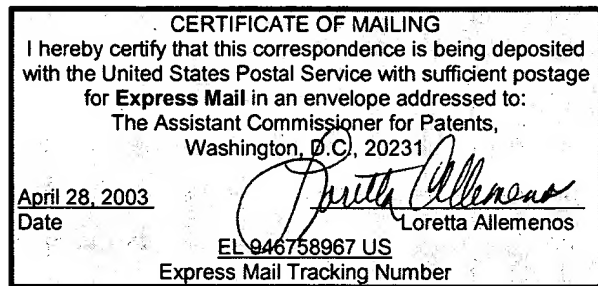 CERTIFICATE OF MAILING
I hereby certify that this correspondence is being deposited
with the United States Postal Service with sufficient postage
for Express Mail in an envelope addressed to:
The Assistant Commissioner for Patents,
Washington, D.C., 20231
Loretta Allemenos
April 28, 2003
Date Loretta Allemenos
EL 946758967 US
Express Mail Tracking Number